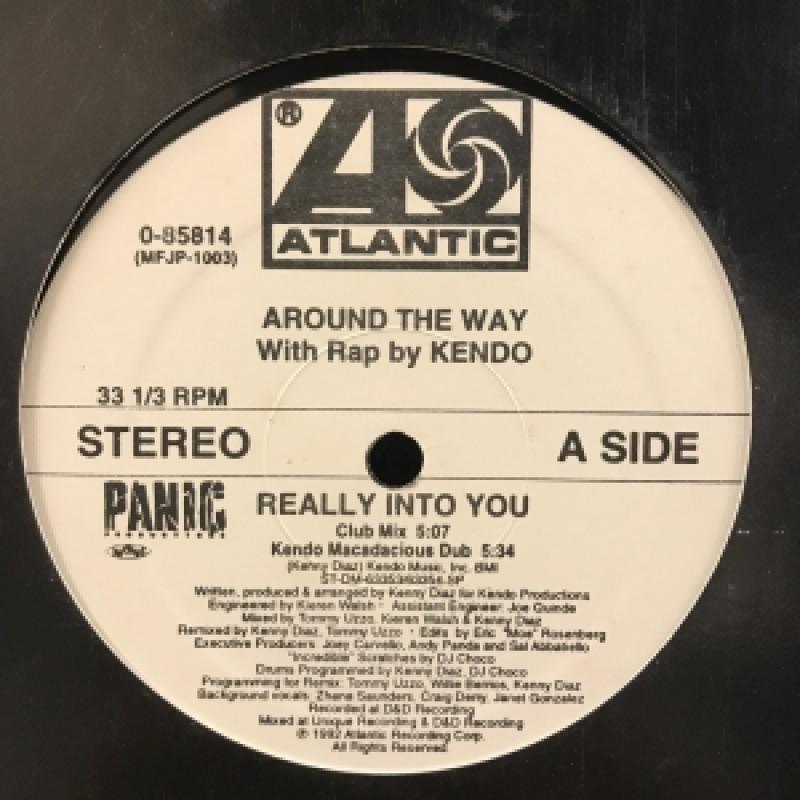 ®
ATLANTIC
0-85814
(MFJP-1003)
AROUND THE WAY
With Rap by KENDO
33 1/3 RPM
STEREO
A SIDE
PANIC
PRODUCTIONS
REALLY INTO YOU
Club Mix 5:07
Kendo Macadacious Dub 5:34
(Kenny Diaz) Kendo Music, Inc. BMI
Written, produced & arranged by Kenny Diaz for Kendo Productions
Engineered by Kieren Walsh · Assistant Engineer: Joe Quinde
Mixed by Tommy Uzzo, Kieren Walsh & Kenny Diaz
Remixed by Kenny Diaz, Tommy Uzzo · Edits by Eric "Moe" Rosenberg
Executive Producers: Joey Carvello, Andy Panda and Sal Abbatiello
"Incredible" Scratches by DJ Choco
Drums Programmed by Kenny Diaz, DJ Choco
Programming for Remix: Tommy Uzzo, Willie Berrios, Kenny Diaz
Background vocals: Zhana Saunders, Craig Derry, Janet Gonzalez
Recorded at D&D Recording
Mixed at Unique Recording & D&D Recording
℗ 1992 Atlantic Recording Corp.
All Rights Reserved.